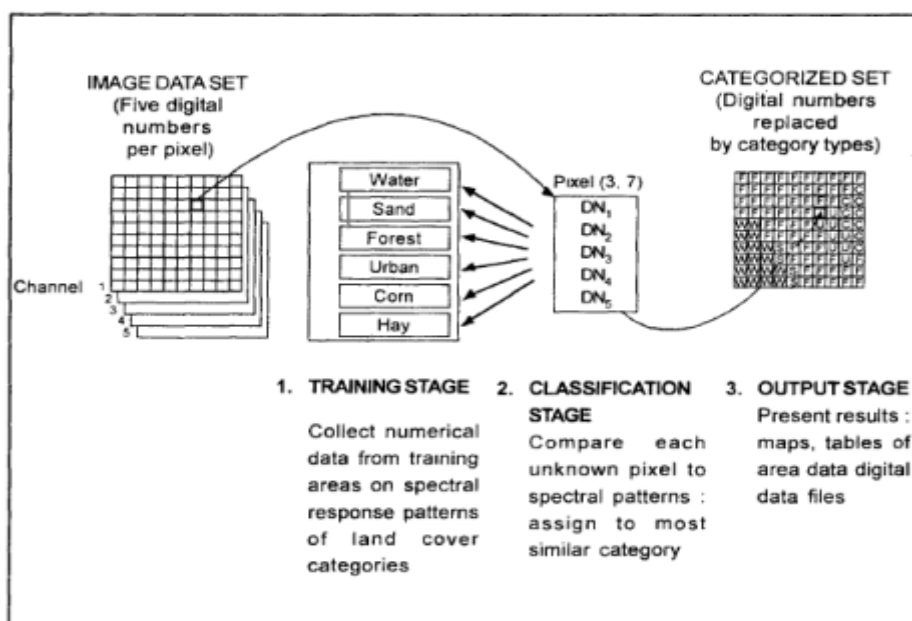 IMAGE DATA SET
(Five digital
numbers
per pixel)
CATEGORIZED SET
(Digital numbers
replaced
by category types)
Water
Sand
Forest
Urban
Corn
Hay
Pixel (3, 7)
DN1
DN2
DN3
DN4
DN5
Channel
1
2
3
4
5
1. TRAINING STAGE
Collect numerical
data from training
areas on spectral
response patterns
of land cover
categories
2. CLASSIFICATION
STAGE
Compare each
unknown pixel to
spectral patterns :
assign to most
similar category
3. OUTPUT STAGE
Present results :
maps, tables of
area data digital
data files